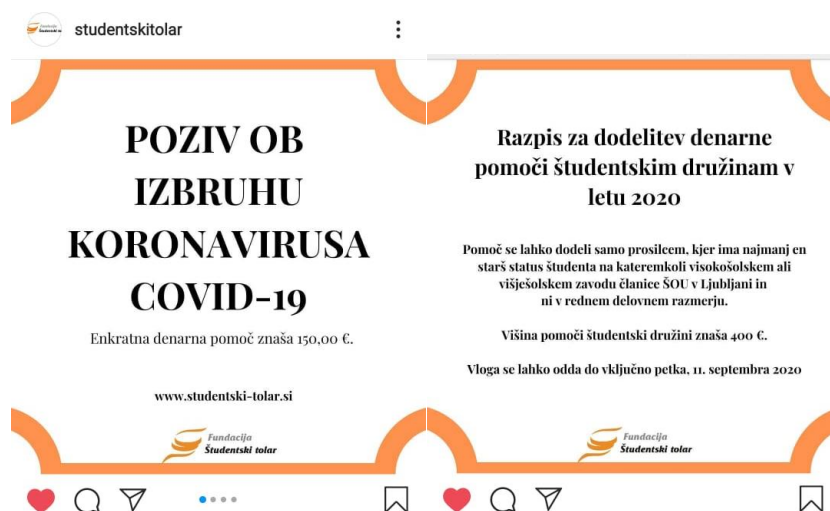 studentskitolar
POZIV OB
IZBRUHU
KORONAVIRUSA
COVID-19
Enkratna denarna pomoč znaša 150,00 €.
www.studentski-tolar.si
Fundacija
Študentski tolar
Razpis za dodelitev denarne
pomoči študentskim družinam v
letu 2020
Pomoč se lahko dodeli samo prosilcem, kjer ima najmanj en
starš status študenta na kateremkoli visokošolskem ali
višješolskem zavodu članice ŠOU v Ljubljani in
ni v rednem delovnem razmerju.
Višina pomoči študentski družini znaša 400 €.
Vloga se lahko odda do vključno petka, 11. septembra 2020
Fundacija
Študentski tolar